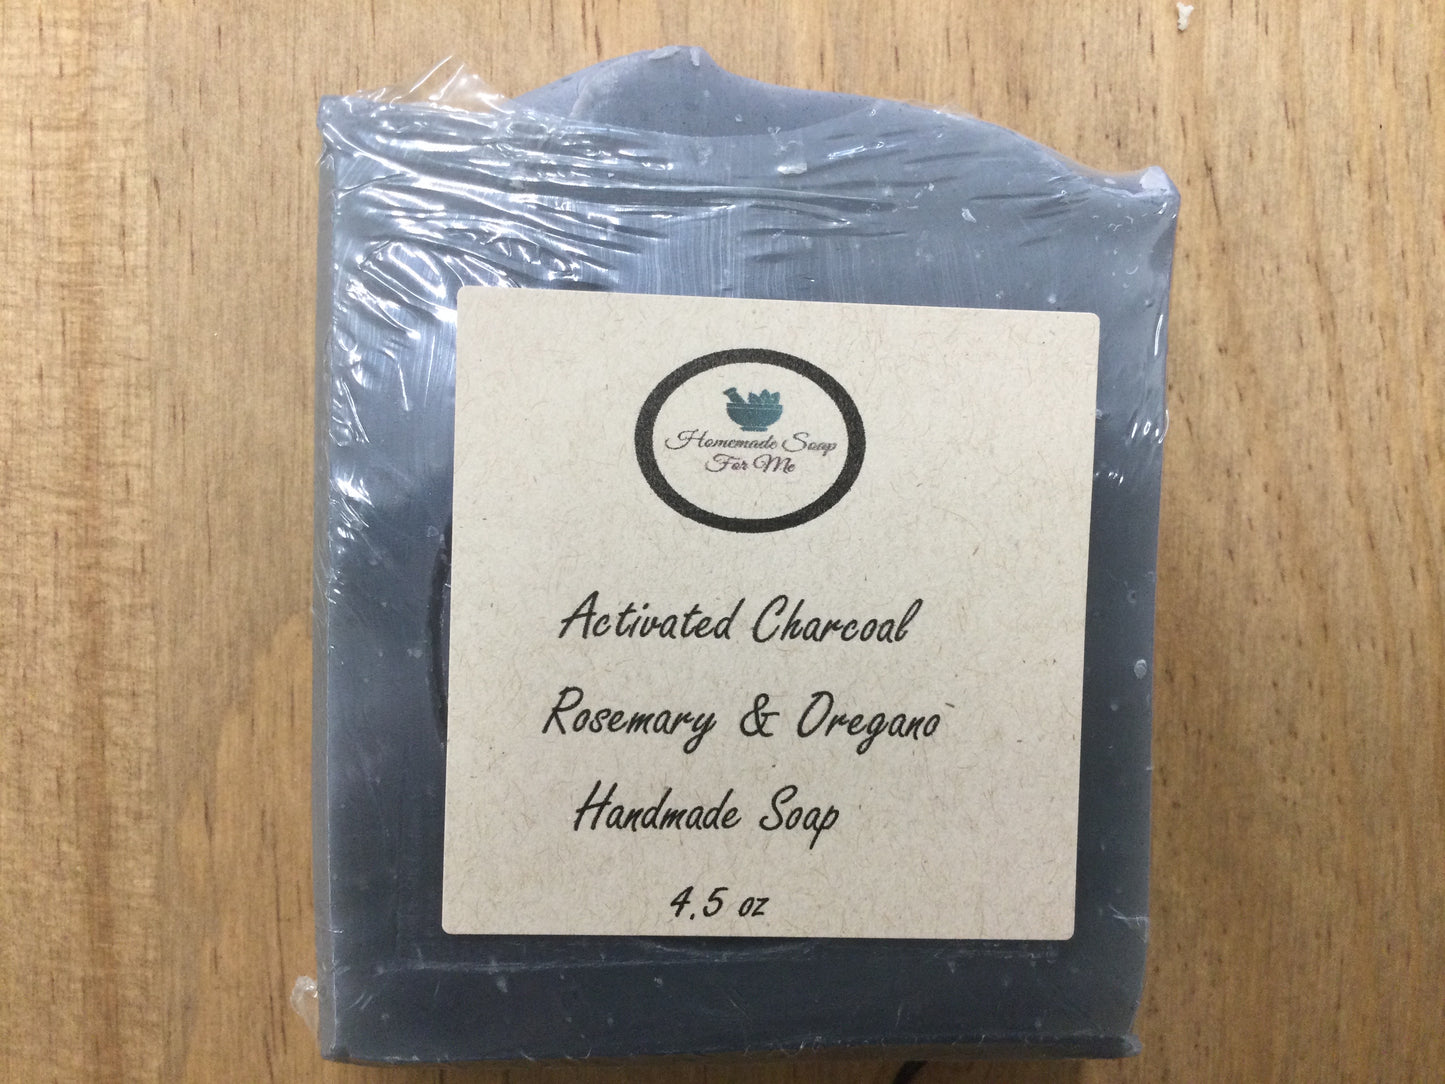 Homemade Soap
For Me
Activated Charcoal
Rosemary & Oregano
Handmade Soap
4.5 oz